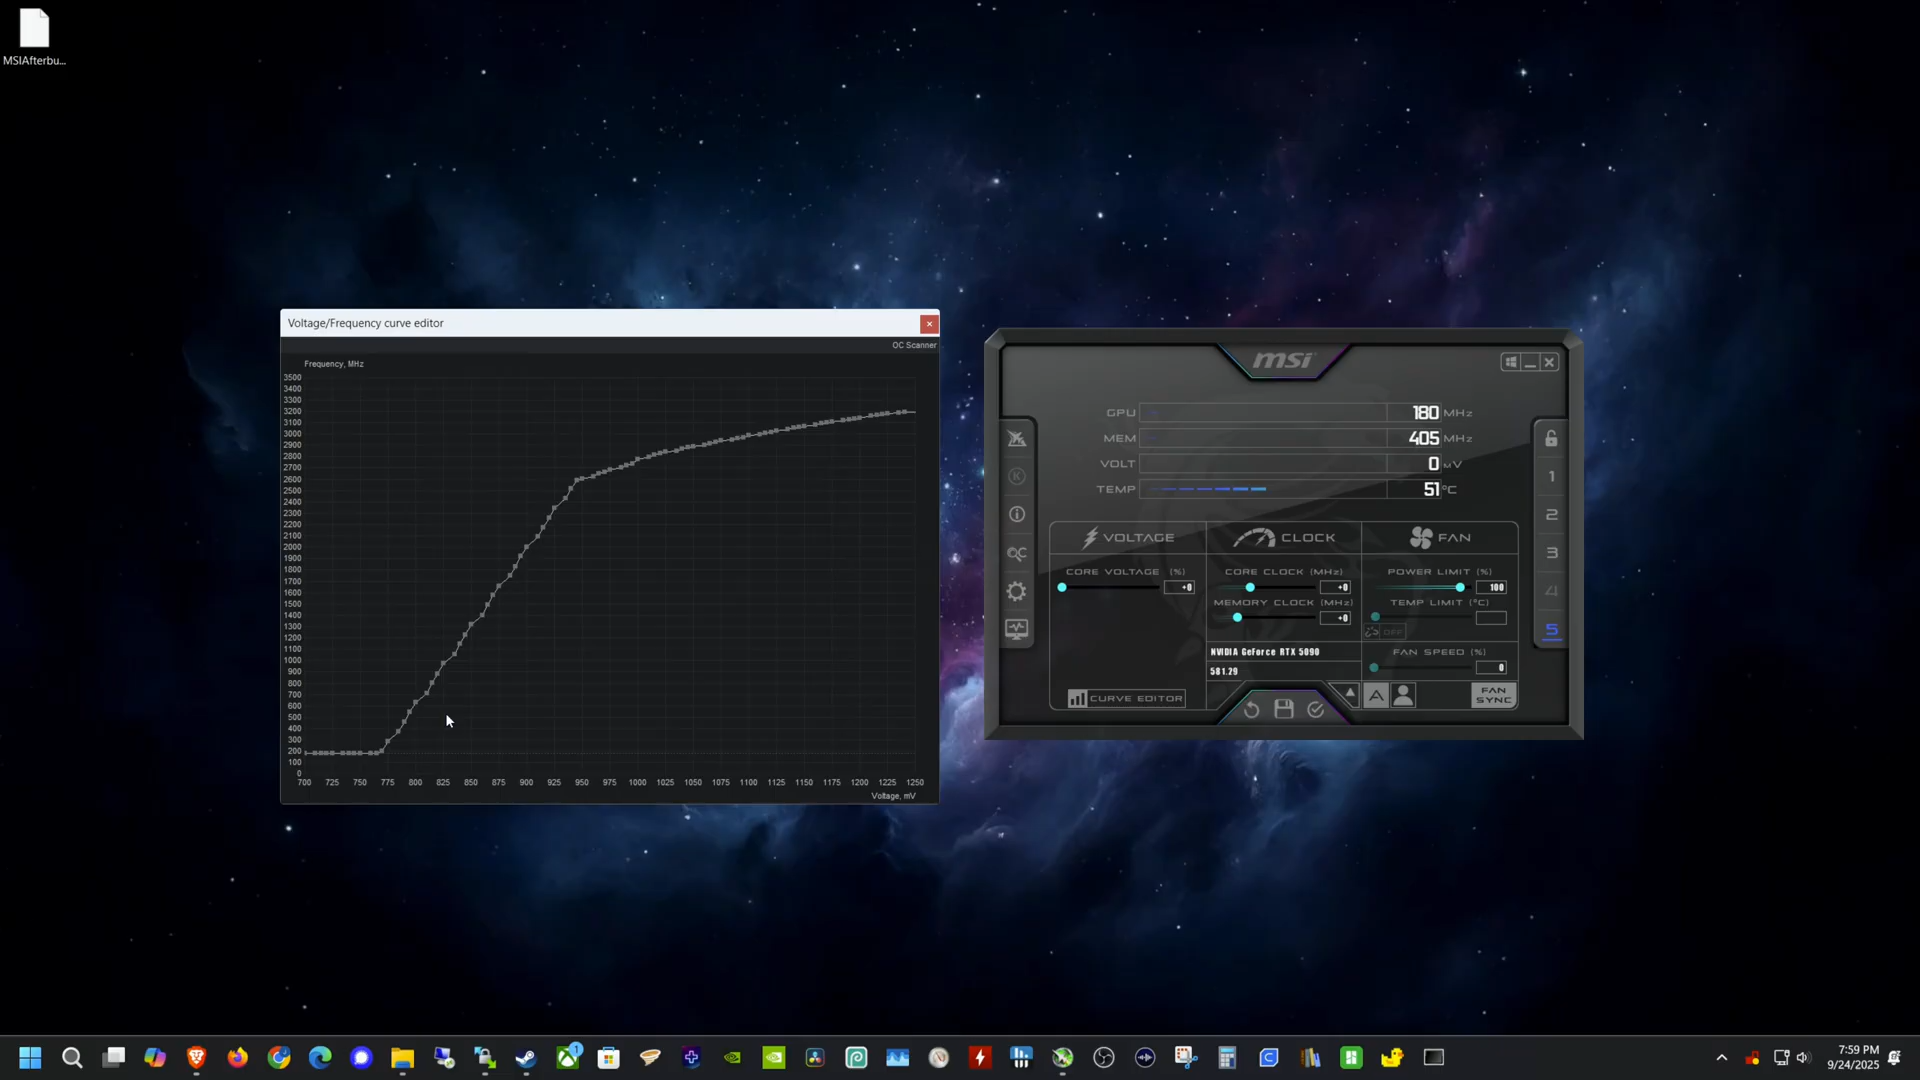 MSIAfterbu...
Voltage/Frequency curve editor
OC Scanner
Frequency, MHz
3500
3400
3300
3200
3100
3000
2900
2800
2700
2600
2500
2400
2300
2200
2100
2000
1900
1800
1700
1600
1500
1400
1300
1200
1100
1000
900
800
700
600
500
400
300
200
100
0
700 725 750 775 800 825 850 875 900 925 950 975 1000 1025 1050 1075 1100 1125 1150 1175 1200 1225 1250
Voltage, mV
msi
GPU 180 MHz
MEM 405 MHz
VOLT 0 mV
TEMP 51 °C
VOLTAGE
CLOCK
FAN
CORE VOLTAGE (%)
+0
CORE CLOCK (MHz)
+0
MEMORY CLOCK (MHz)
+0
POWER LIMIT (%)
100
TEMP LIMIT (°C)
OFF
NVIDIA GeForce RTX 5090
581.29
FAN SPEED (%)
0
CURVE EDITOR
A
FAN
SYNC
K
1
2
3
4
5
1
7:59 PM
9/24/2025